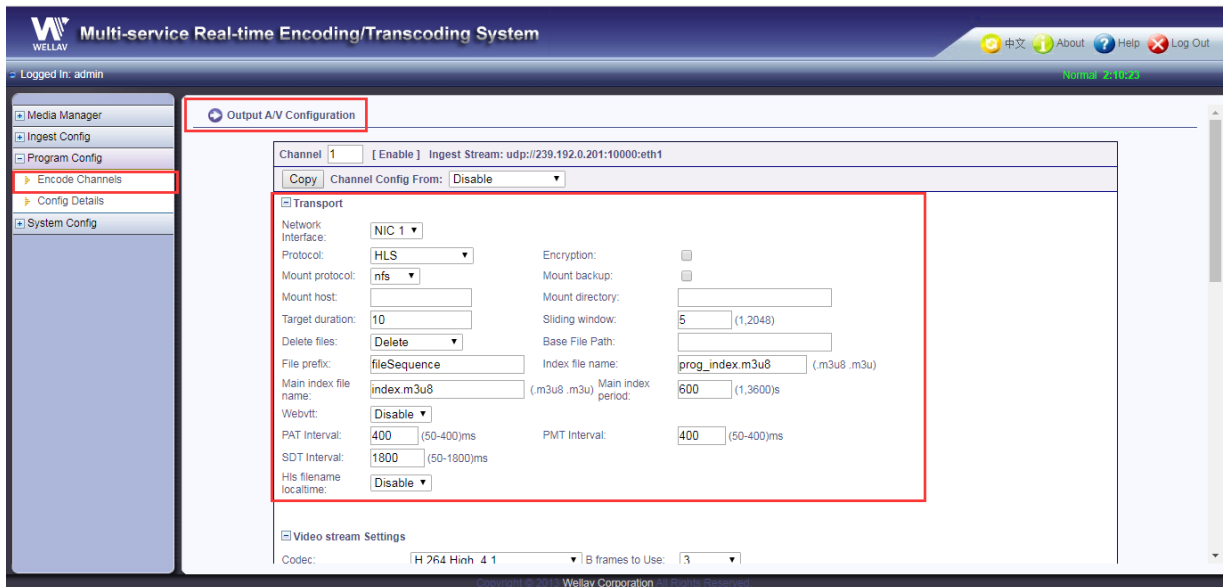 WELLAV
Multi-service Real-time Encoding/Transcoding System
中文 About Help Log Out
Logged In: admin
Normal 2:10:23
Media Manager
Ingest Config
Program Config
Encode Channels
Config Details
System Config
Output A/V Configuration
Channel 1 [ Enable ] Ingest Stream: udp://239.192.0.201:10000:eth1
Copy Channel Config From: Disable
Transport
Network Interface: NIC 1
Protocol: HLS Encryption:
Mount protocol: nfs Mount backup:
Mount host: Mount directory:
Target duration: 10 Sliding window: 5 (1,2048)
Delete files: Delete Base File Path:
File prefix: fileSequence Index file name: prog_index.m3u8 (.m3u8 .m3u)
Main index file name: index.m3u8 (.m3u8 .m3u) Main index period: 600 (1,3600)s
Webvtt: Disable
PAT Interval: 400 (50-400)ms PMT Interval: 400 (50-400)ms
SDT Interval: 1800 (50-1800)ms
Hls filename localtime: Disable
Video stream Settings
Codec: H.264 High 4.1 B frames to Use: 3
Copyright © 2013 Wellav Corporation All Rights Reserved